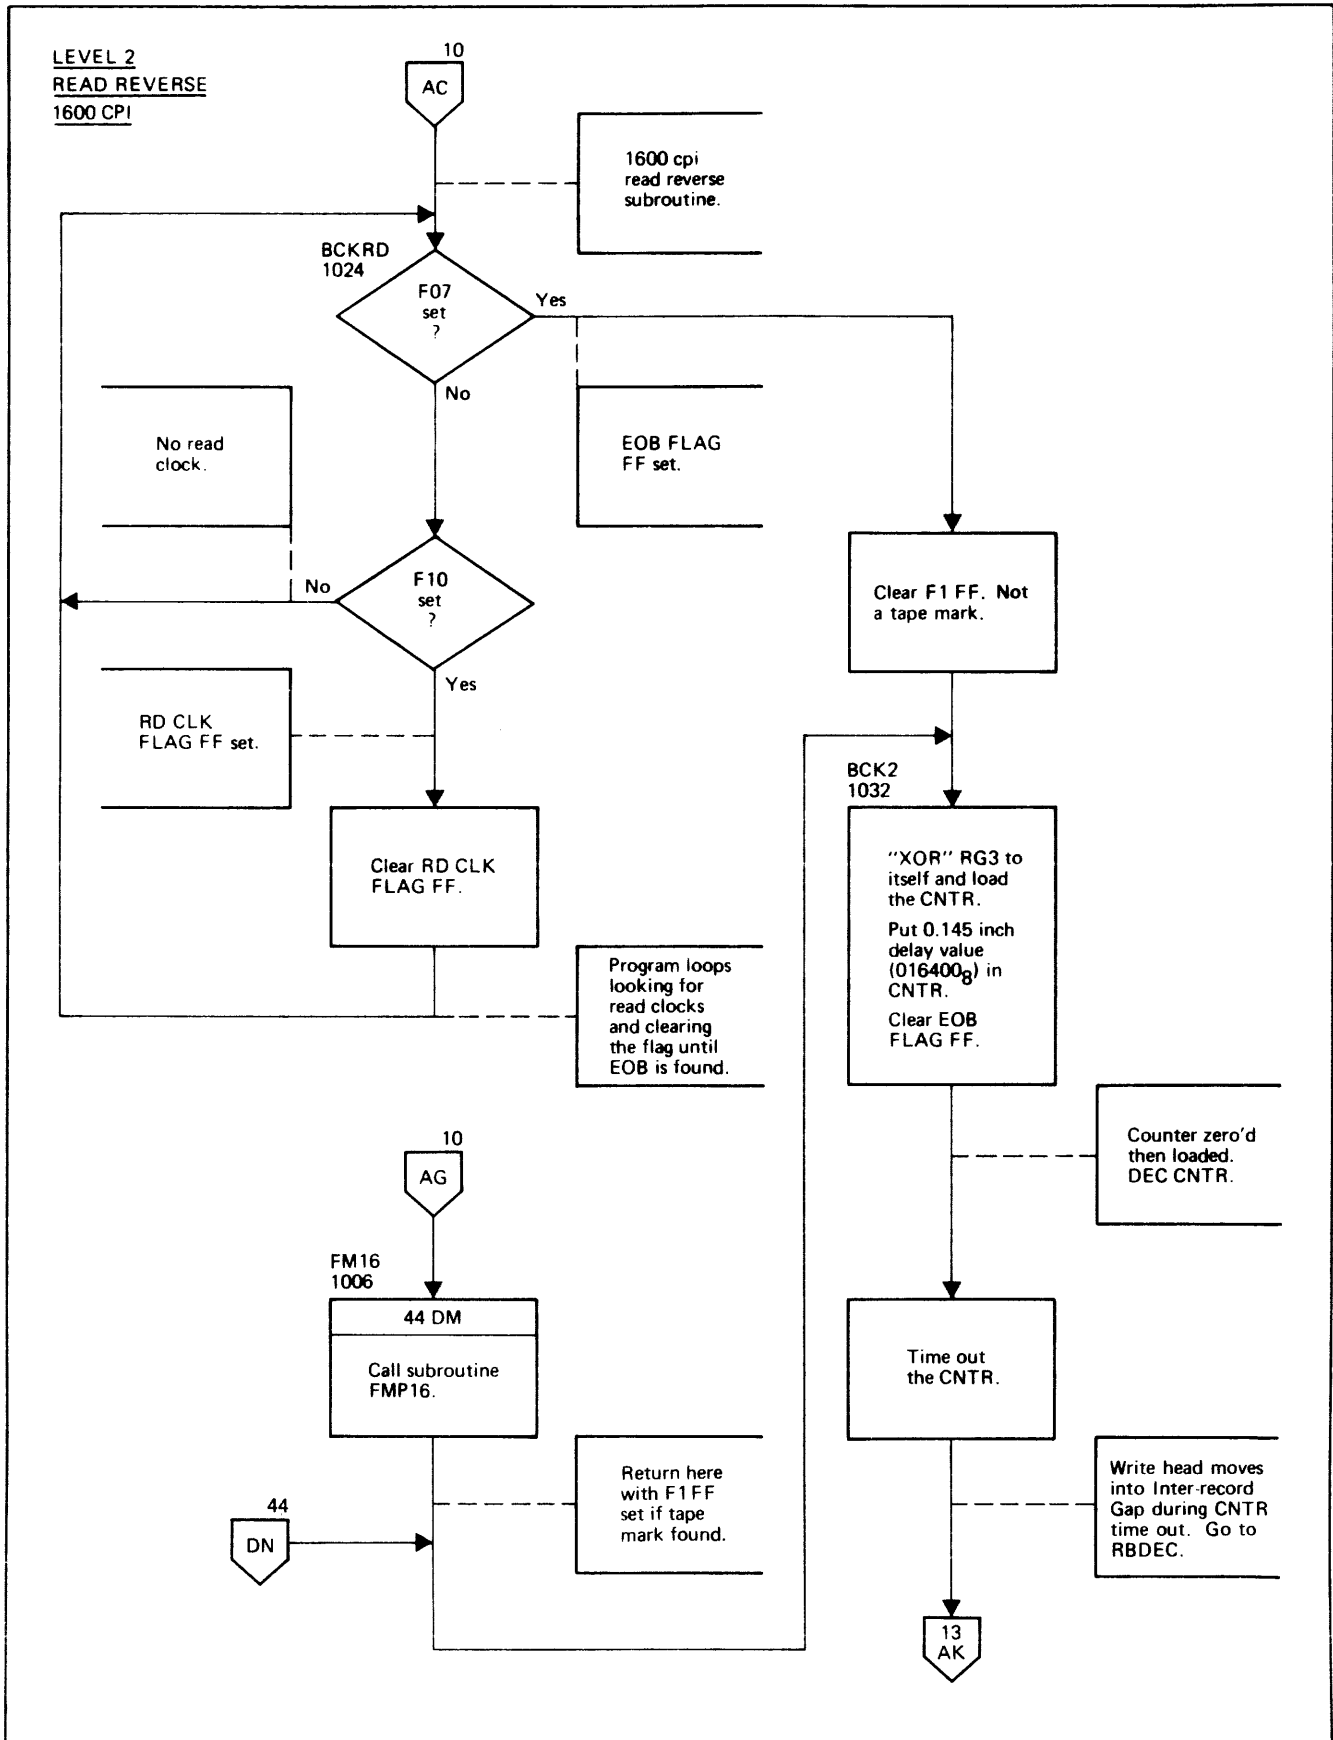 LEVEL 2
READ REVERSE
1600 CPI
10
AC
1600 cpi
read reverse
subroutine.
BCKRD
1024
F07
set
?
Yes
No
No read
clock.
EOB FLAG
FF set.
F10
set
?
No
Yes
Clear F1 FF. Not
a tape mark.
RD CLK
FLAG FF set.
Clear RD CLK
FLAG FF.
BCK2
1032
"XOR" RG3 to
itself and load
the CNTR.
Put 0.145 inch
delay value
(016400₈) in
CNTR.
Clear EOB
FLAG FF.
Program loops
looking for
read clocks
and clearing
the flag until
EOB is found.
Counter zero'd
then loaded.
DEC CNTR.
10
AG
FM16
1006
44 DM
Call subroutine
FMP16.
Time out
the CNTR.
Return here
with F1 FF
set if tape
mark found.
44
DN
Write head moves
into Inter-record
Gap during CNTR
time out. Go to
RBDEC.
13
AK